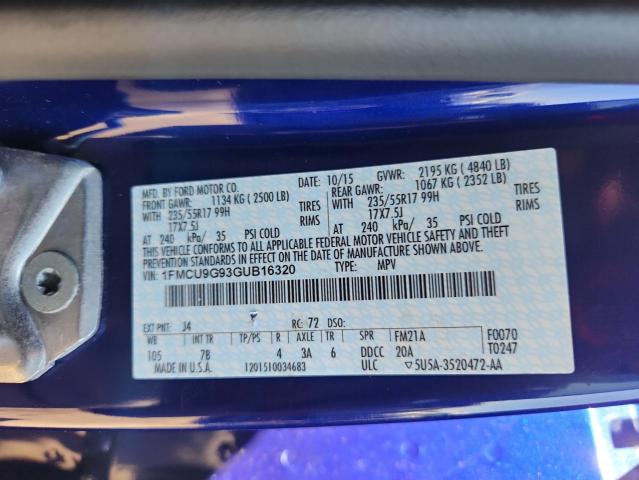 MFD. BY FORD MOTOR CO. 10/15 GVWR: 2195 KG ( 4840 LB)
FRONT GAWR: 1134 KG ( 2500 LB) REAR GAWR: 1067 KG ( 2352 LB)
WITH 235/55R17 99H TIRES WITH 235/55R17 99H TIRES
17X7.5J RIMS 17X7.5J RIMS
AT 240 kPa/ 35 PSI COLD AT 240 kPa/ 35 PSI COLD
THIS VEHICLE CONFORMS TO ALL APPLICABLE FEDERAL MOTOR VEHICLE SAFETY AND THEFT
PREVENTION STANDARDS IN EFFECT ON THE DATE OF MANUFACTURE SHOWN ABOVE.
VIN: 1FMCU9G93GUB16320 TYPE: MPV
EXT PNT: J4 RC: 72 DSO:
WB INT TR TP/PS R AXLE TR SPR FM21A F0070
105 7B 4 3A 6 DDCC 20A T0247
MADE IN U.S.A. 1201510034683 ULC 5U5A-3520472-AA